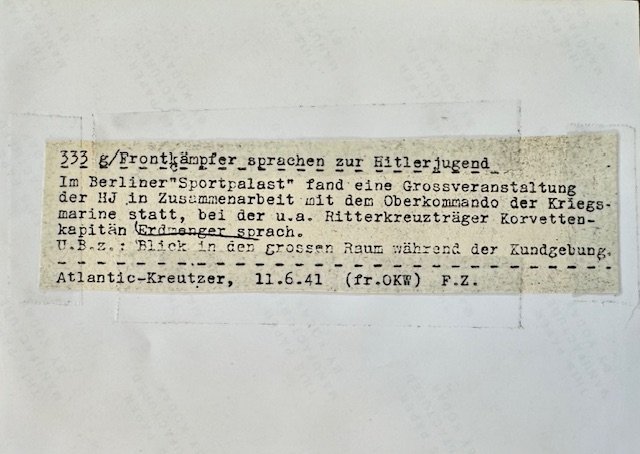 333 g/Frontkämpfer sprachen zur Hitlerjugend
Im Berliner"Sportpalast" fand eine Grossveranstaltung
der HJ in Zusammenarbeit mit dem Oberkommando der Kriegs-
marine statt, bei der u.a. Ritterkreuzträger Korvetten-
kapitän (Erdmenger sprach.
U.B.z.: Blick in den grossen Raum während der Kundgebung.
Atlantic-Kreutzer, 11.6.41 (fr.OKW) F.Z.